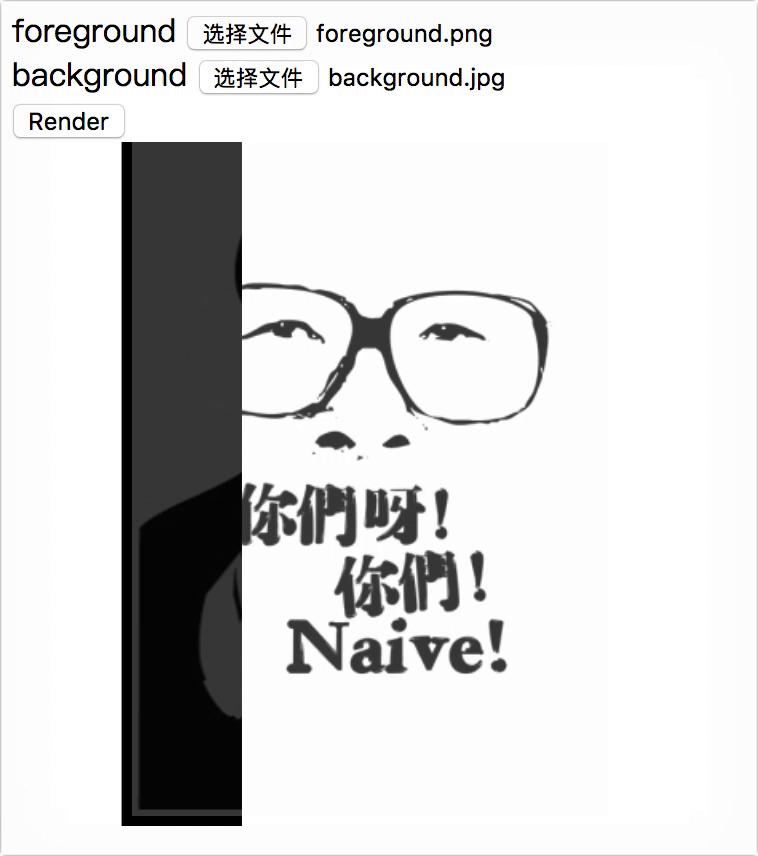 foreground 选择文件 foreground.png
background 选择文件 background.jpg
Render
你們呀!
你們!
Naive!